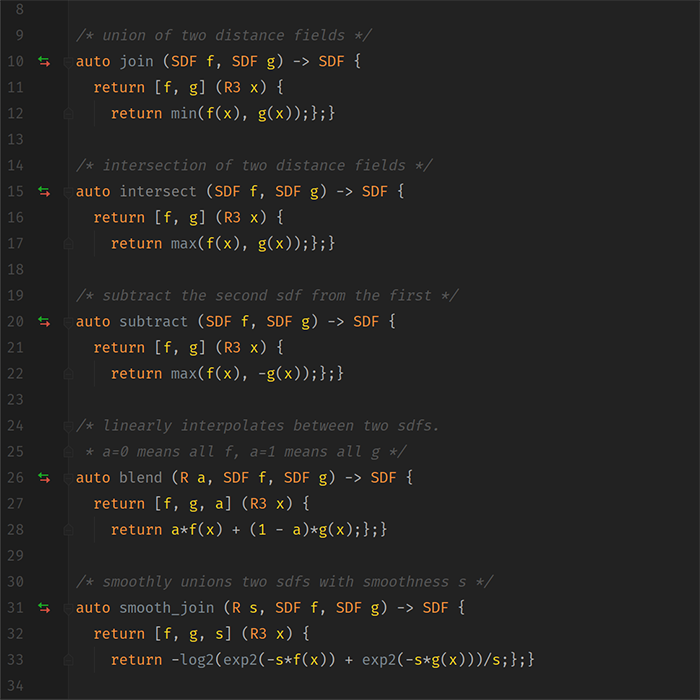 8
9 /* union of two distance fields */
10 auto join (SDF f, SDF g) -> SDF {
11 return [f, g] (R3 x) {
12 return min(f(x), g(x));};}
13
14 /* intersection of two distance fields */
15 auto intersect (SDF f, SDF g) -> SDF {
16 return [f, g] (R3 x) {
17 return max(f(x), g(x));};}
18
19 /* subtract the second sdf from the first */
20 auto subtract (SDF f, SDF g) -> SDF {
21 return [f, g] (R3 x) {
22 return max(f(x), -g(x));};}
23
24 /* linearly interpolates between two sdfs.
25 * a=0 means all f, a=1 means all g */
26 auto blend (R a, SDF f, SDF g) -> SDF {
27 return [f, g, a] (R3 x) {
28 return a*f(x) + (1 - a)*g(x);};}
29
30 /* smoothly unions two sdfs with smoothness s */
31 auto smooth_join (R s, SDF f, SDF g) -> SDF {
32 return [f, g, s] (R3 x) {
33 return -log2(exp2(-s*f(x)) + exp2(-s*g(x)))/s;};}
34